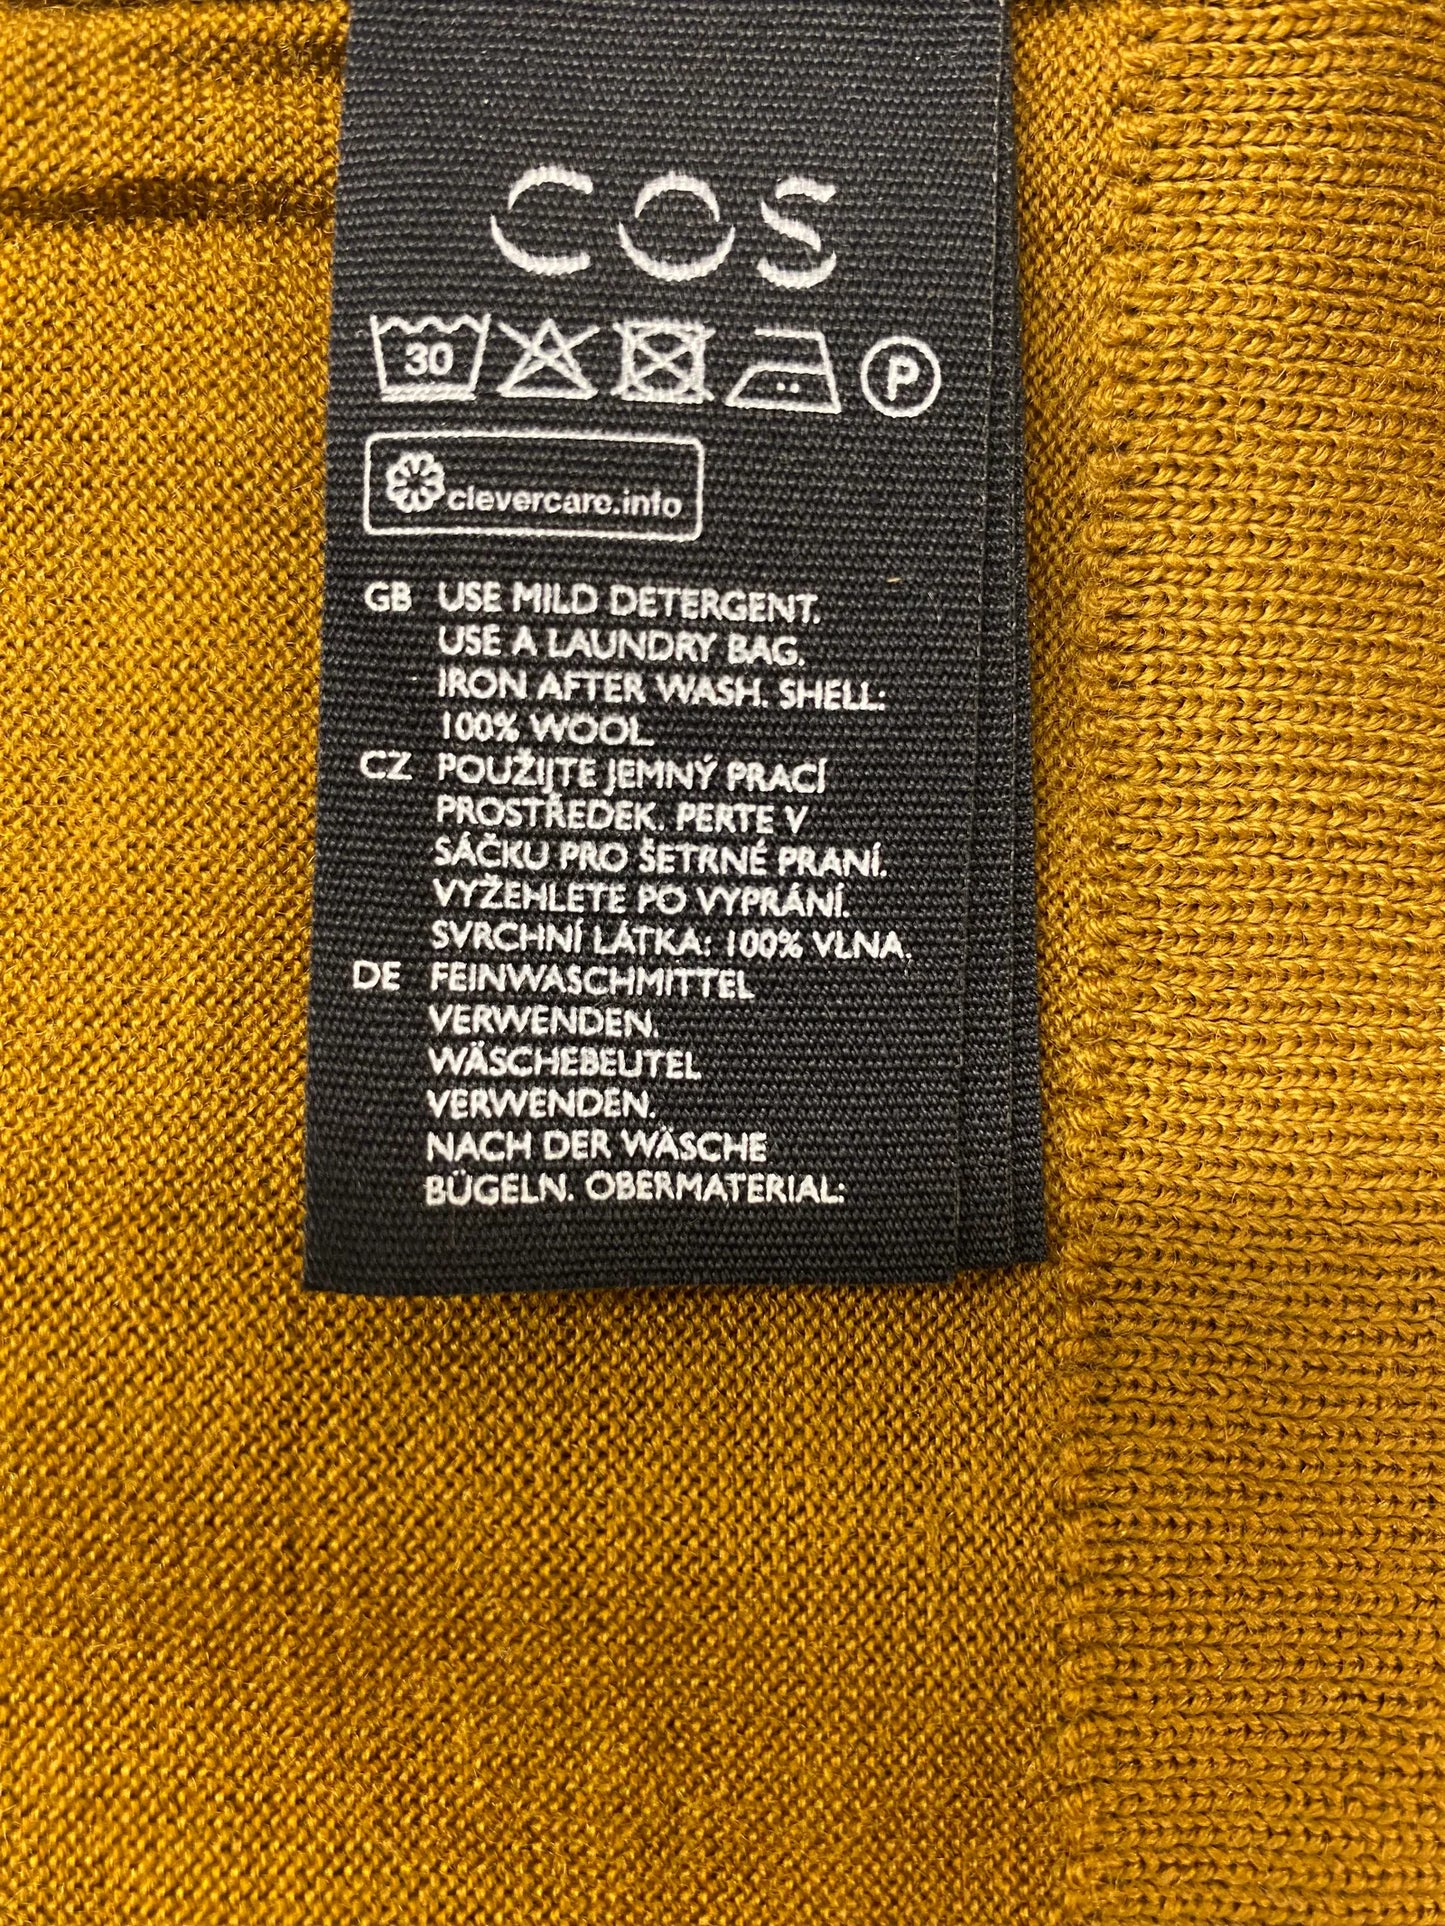 COS
30 P
clevercare.info
GB USE MILD DETERGENT.
USE A LAUNDRY BAG.
IRON AFTER WASH. SHELL:
100% WOOL
CZ POUŽIJTE JEMNÝ PRACÍ
PROSTŘEDEK. PERTE V
SÁČKU PRO ŠETRNÉ PRANÍ.
VYŽEHLETE PO VYPRÁNÍ.
SVRCHNÍ LÁTKA: 100% VLNA.
DE FEINWASCHMITTEL
VERWENDEN.
WÄSCHEBEUTEL
VERWENDEN.
NACH DER WÄSCHE
BÜGELN. OBERMATERIAL: